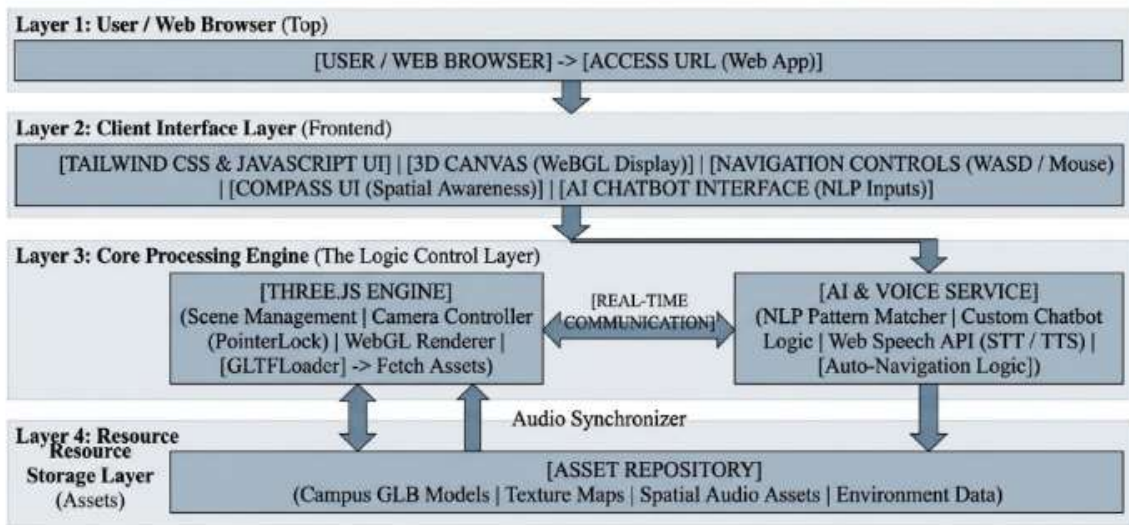 Layer 1: User / Web Browser (Top)
[USER / WEB BROWSER] -> [ACCESS URL (Web App)]
Layer 2: Client Interface Layer (Frontend)
[TAILWIND CSS & JAVASCRIPT UI] | [3D CANVAS (WeBGL Display)] | [NAVIGATION CONTROLS (WASD / Mouse)
| [COMPASS UI (Spatial Awareness)] | [AI CHATBOT INTERFACE (NLP Inputs)]
Layer 3: Core Processing Engine (The Logic Control Layer)
[THREE.JS ENGINE]
(Scene Management | Camera Controller
(PointerLock) | WebGL Renderer |
[GLTFLoader] -> Fetch Assets)
[REAL-TIME
COMMUNICATION]
[AI & VOICE SERVICE]
(NLP Pattern Matcher | Custom Chatbot
Logic | Web Speech API (STT / TTS) |
[Auto-Navigation Logic])
Audio Synchronizer
Layer 4: Resource
Resource
Storage Layer
(Assets)
[ASSET REPOSITORY]
(Campus GLB Models | Texture Maps | Spatial Audio Assets | Environment Data)